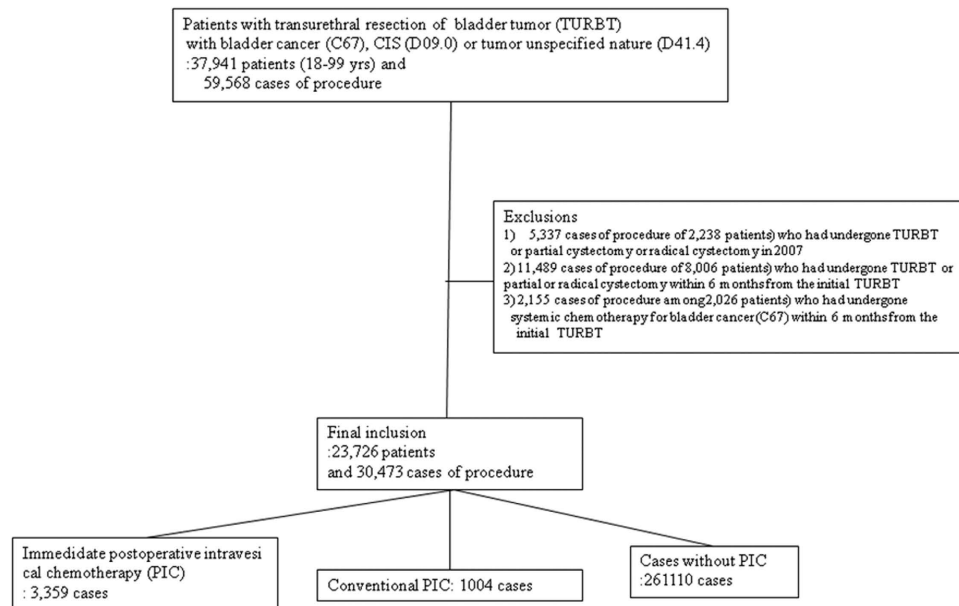 Patients with transurethral resection of bladder tumor (TURBT)
with bladder cancer (C67), CIS (D09.0) or tumor unspecified nature (D41.4)
:37,941 patients (18-99 yrs) and
59,568 cases of procedure
Exclusions
1) 5,337 cases of procedure of 2,238 patients) who had undergone TURBT
or partial cystectomy or radical cystectomy in 2007
2) 11,489 cases of procedure of 8,006 patients) who had undergone TURBT or
partial or radical cystectomy within 6 months from the initial TURBT
3) 2,155 cases of procedure among 2,026 patients) who had undergone
systemic chemotherapy for bladder cancer (C67) within 6 months from the
initial TURBT
Final inclusion
:23,726 patients
and 30,473 cases of procedure
Immedidate postoperative intravesi
cal chemotherapy (PIC)
: 3,359 cases
Conventional PIC: 1004 cases
Cases without PIC
:261110 cases